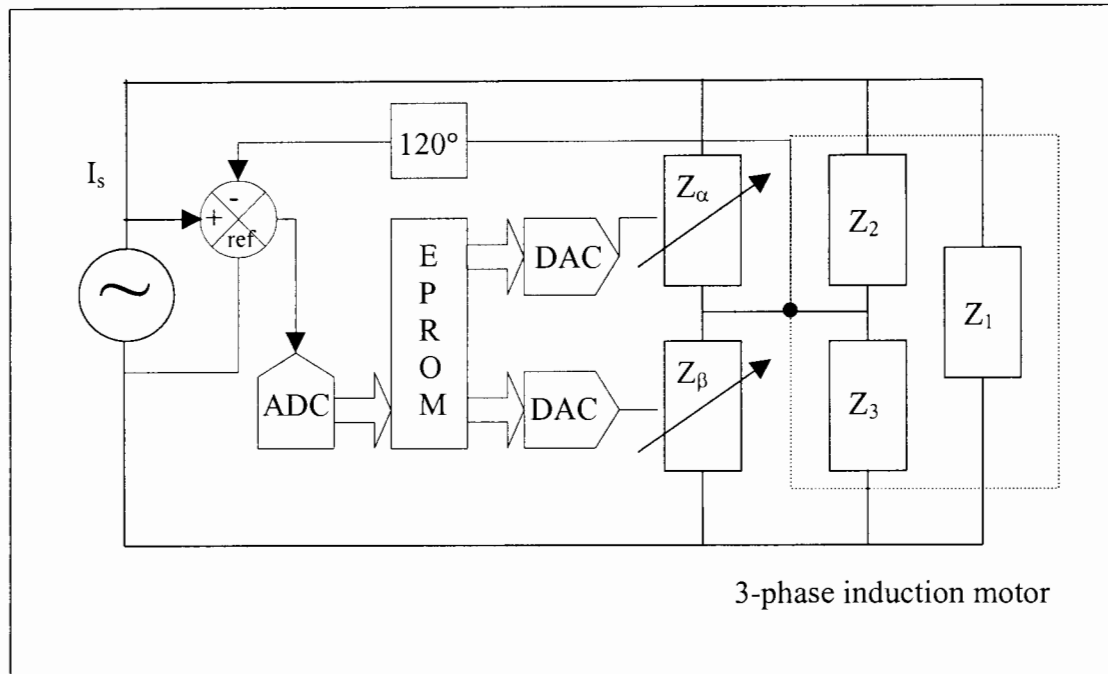 120°
I_s
-
+
ref
~
ADC
E
P
R
O
M
DAC
DAC
Z_α
Z_β
Z_2
Z_3
Z_1
3-phase induction motor